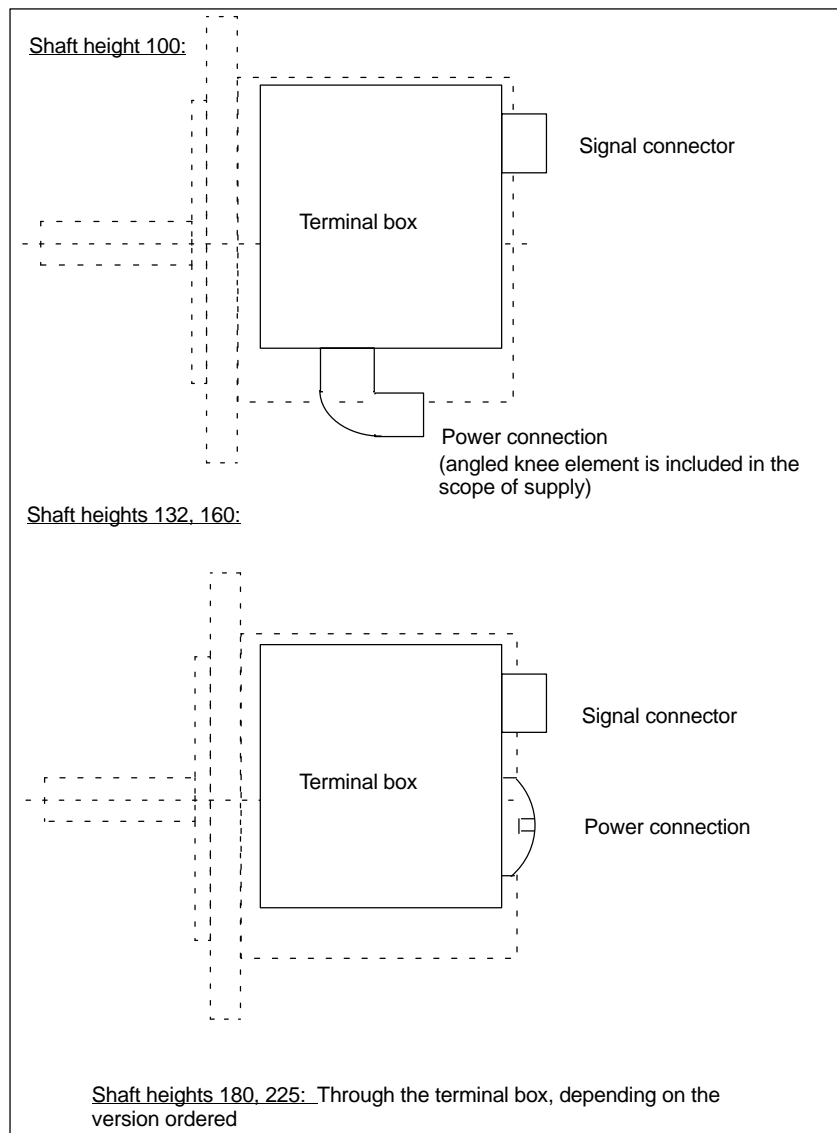 Shaft height 100:
Signal connector
Terminal box
Power connection
(angled knee element is included in the
scope of supply)
Shaft heights 132, 160:
Signal connector
Terminal box
Power connection
Shaft heights 180, 225: Through the terminal box, depending on the
version ordered